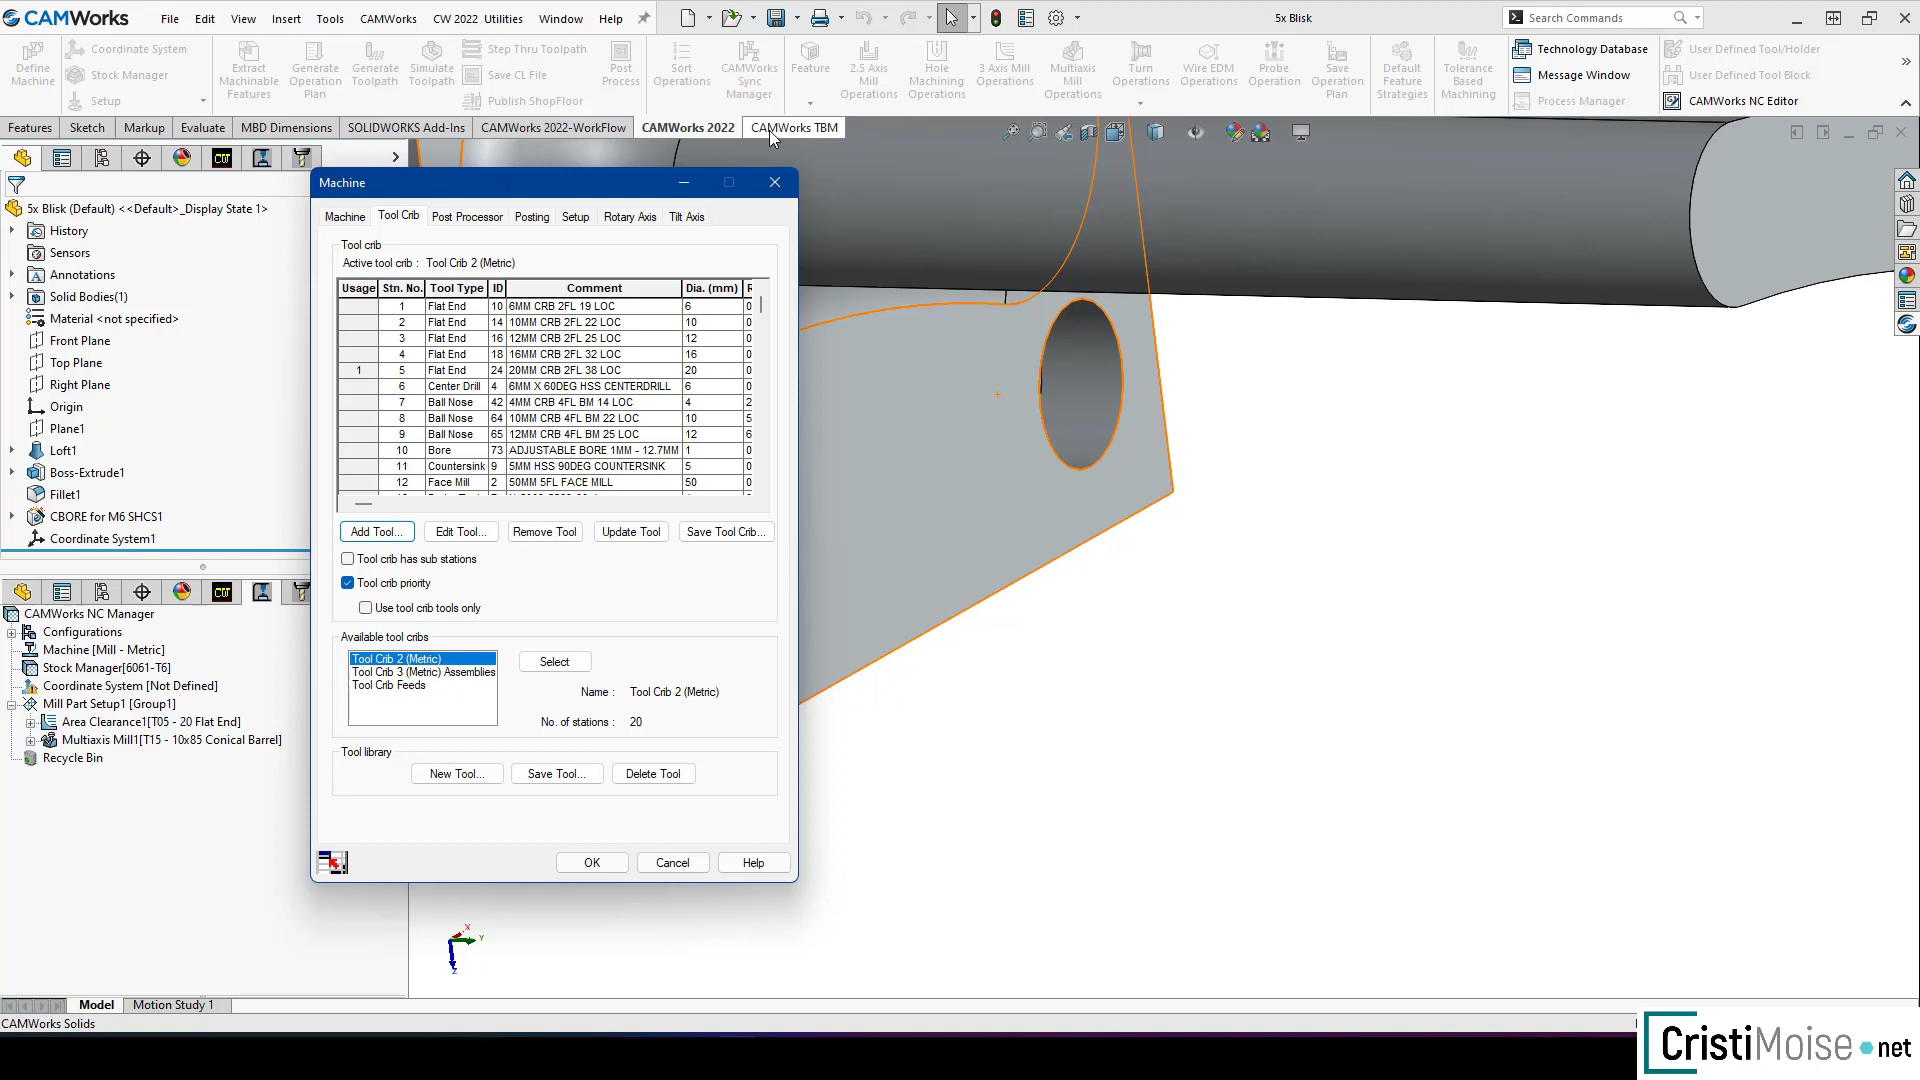 CAMWorks File Edit View Insert Tools CAMWorks CW 2022 Utilities Window Help 5x Blisk Search Commands
Define Machine
Coordinate System
Stock Manager
Setup
Extract Machinable Features
Generate Operation Plan
Generate Toolpath
Simulate Toolpath
Step Thru Toolpath
Save CL File
Publish ShopFloor
Post Process
Sort Operations
CAMWorks Sync Manager
Feature
2.5 Axis Mill Operations
Hole Machining Operations
3 Axis Mill Operations
Multiaxis Mill Operations
Turn Operations
Wire EDM Operations
Probe Operation
Save Operation Plan
Default Feature Strategies
Tolerance Based Machining
Technology Database
Message Window
Process Manager
User Defined Tool/Holder
User Defined Tool Block
CAMWorks NC Editor
Features Sketch Markup Evaluate MBD Dimensions SOLIDWORKS Add-Ins CAMWorks 2022-WorkFlow CAMWorks 2022 CAMWorks TBM
5x Blisk (Default) <<Default>_Display State 1>
History
Sensors
Annotations
Solid Bodies(1)
Material <not specified>
Front Plane
Top Plane
Right Plane
Origin
Plane1
Loft1
Boss-Extrude1
Fillet1
CBORE for M6 SHCS1
Coordinate System1
CAMWorks NC Manager
Configurations
Machine [Mill - Metric]
Stock Manager[6061-T6]
Coordinate System [Not Defined]
Mill Part Setup1 [Group1]
Area Clearance1[T05 - 20 Flat End]
Multiaxis Mill1[T15 - 10x85 Conical Barrel]
Recycle Bin
Machine
Machine Tool Crib Post Processor Posting Setup Rotary Axis Tilt Axis
Tool crib
Active tool crib : Tool Crib 2 (Metric)
Usage Stn. No. Tool Type ID Comment Dia. (mm)
1 Flat End 10 6MM CRB 2FL 19 LOC 6 0
2 Flat End 14 10MM CRB 2FL 22 LOC 10 0
3 Flat End 16 12MM CRB 2FL 25 LOC 12 0
4 Flat End 18 16MM CRB 2FL 32 LOC 16 0
1 5 Flat End 24 20MM CRB 2FL 38 LOC 20 0
6 Center Drill 4 6MM X 60DEG HSS CENTERDRILL 6 0
7 Ball Nose 42 4MM CRB 4FL BM 14 LOC 4 2
8 Ball Nose 64 10MM CRB 4FL BM 22 LOC 10 5
9 Ball Nose 65 12MM CRB 4FL BM 25 LOC 12 6
10 Bore 73 ADJUSTABLE BORE 1MM - 12.7MM 1 0
11 Countersink 9 5MM HSS 90DEG COUNTERSINK 5 0
12 Face Mill 2 50MM 5FL FACE MILL 50 0
Add Tool... Edit Tool... Remove Tool Update Tool Save Tool Crib...
Tool crib has sub stations
Tool crib priority
Use tool crib tools only
Available tool cribs
Tool Crib 2 (Metric)
Tool Crib 3 (Metric) Assemblies
Tool Crib Feeds
Select
Name : Tool Crib 2 (Metric)
No. of stations : 20
Tool library
New Tool... Save Tool... Delete Tool
OK Cancel Help
X
Y
Z
Model Motion Study 1
CAMWorks Solids
CristiMoise net